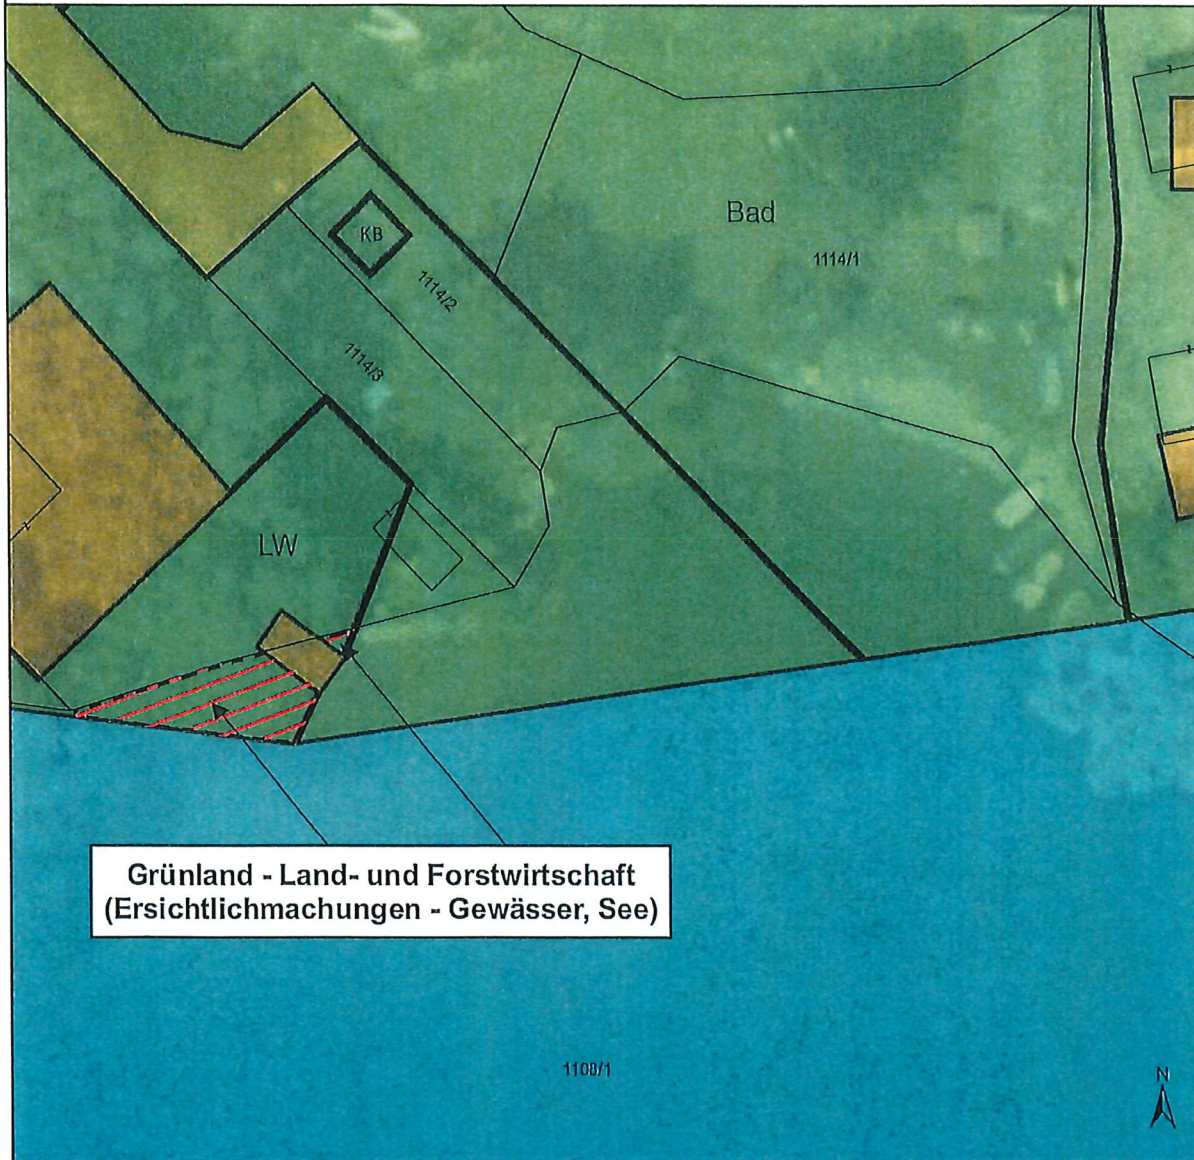 KB
Bad
1114/1
1114/2
1114/3
LW
Grünland - Land- und Forstwirtschaft
(Ersichtlichmachungen - Gewässer, See)
1108/1
N